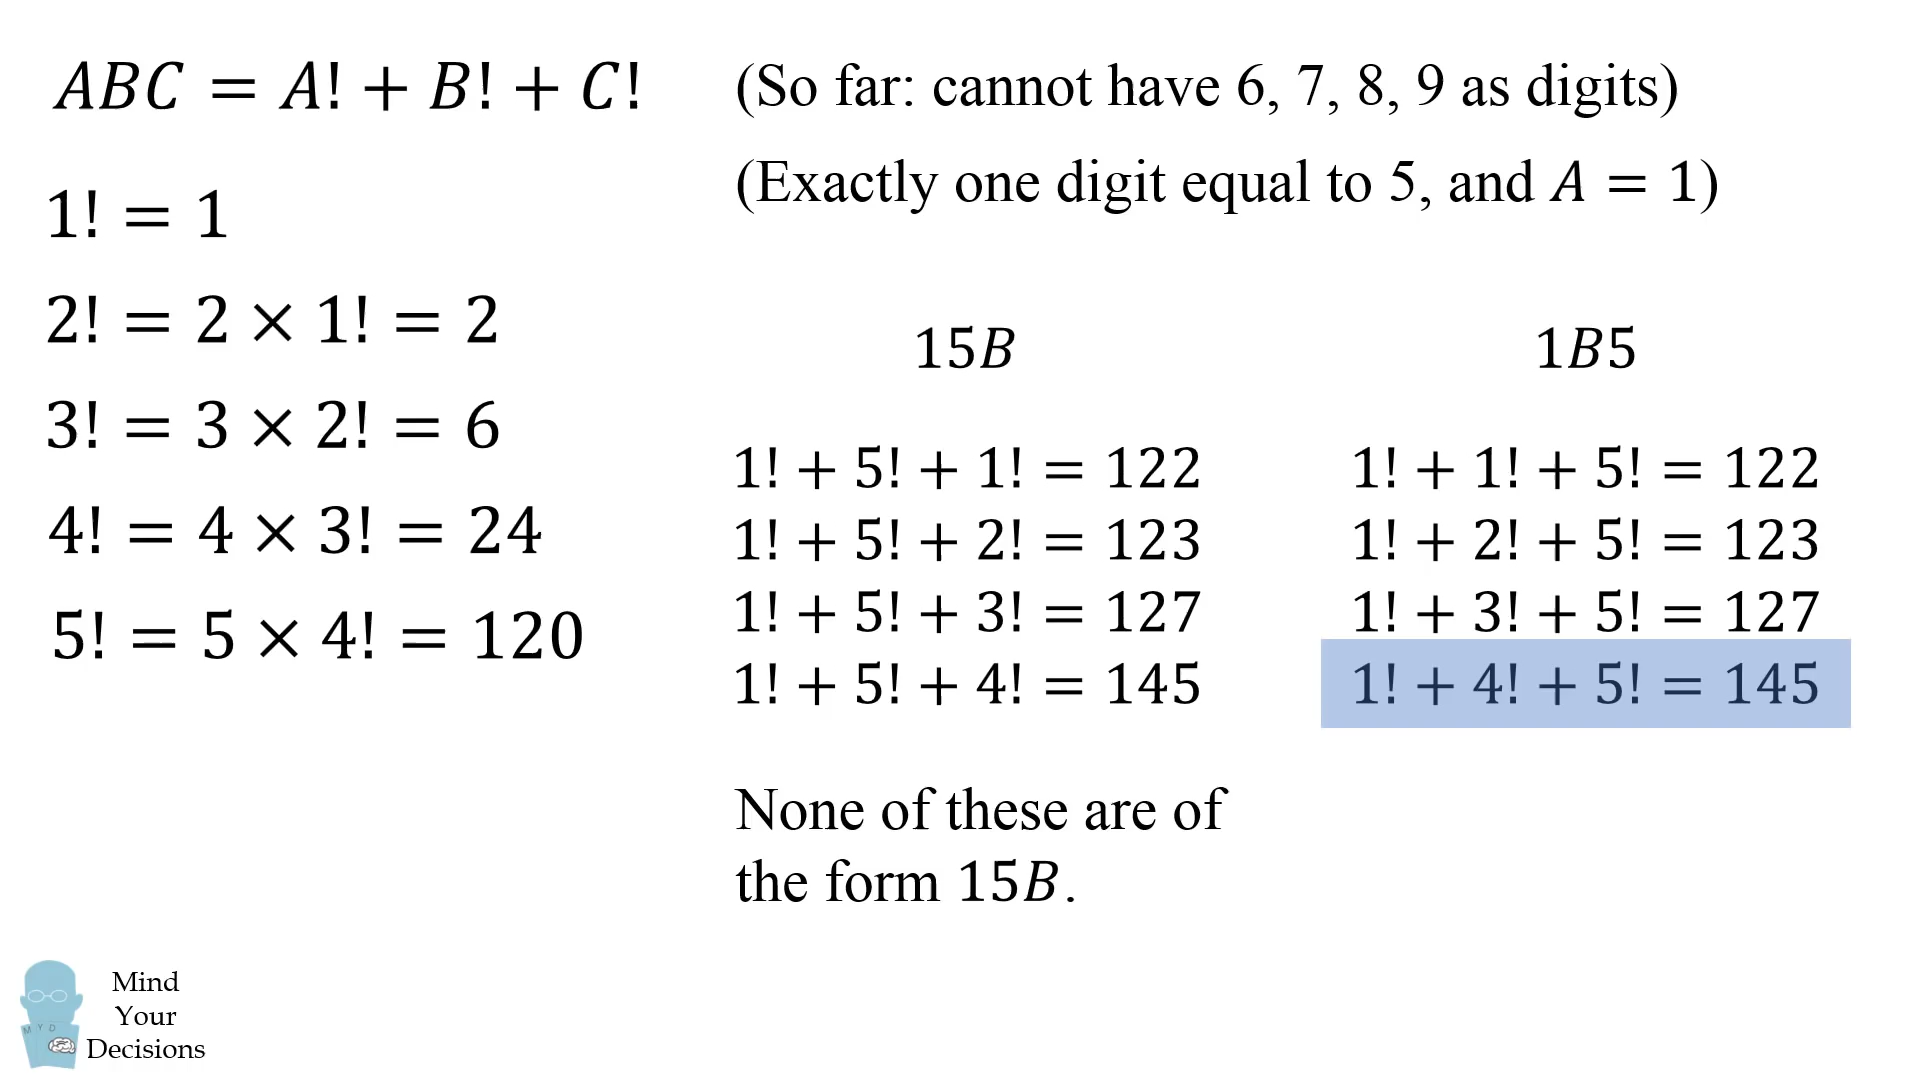 ABC = A! + B! + C!
(So far: cannot have 6, 7, 8, 9 as digits)
(Exactly one digit equal to 5, and A = 1)
1! = 1
2! = 2 × 1! = 2
3! = 3 × 2! = 6
4! = 4 × 3! = 24
5! = 5 × 4! = 120
15B
1! + 5! + 1! = 122
1! + 5! + 2! = 123
1! + 5! + 3! = 127
1! + 5! + 4! = 145
None of these are of
the form 15B.
1B5
1! + 1! + 5! = 122
1! + 2! + 5! = 123
1! + 3! + 5! = 127
1! + 4! + 5! = 145
M Y D
Mind
Your
Decisions